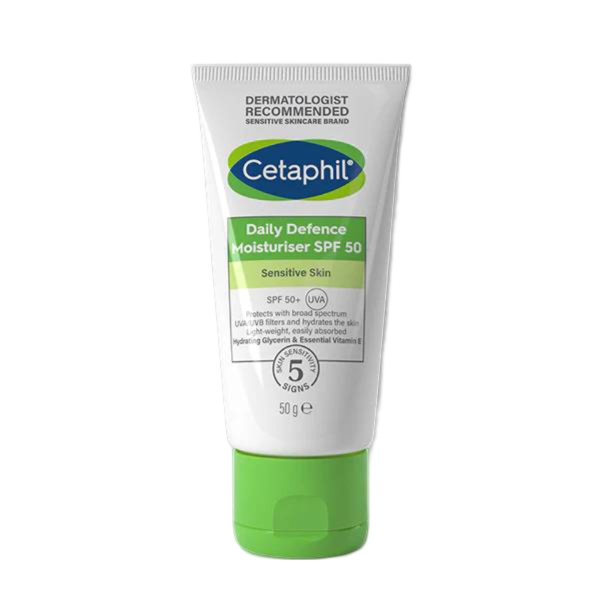 DERMATOLOGIST
RECOMMENDED
SENSITIVE SKINCARE BRAND
Cetaphil®
Daily Defence
Moisturiser SPF 50
Sensitive Skin
SPF 50+ UVA
Protects with broad spectrum
UVA/UVB filters and hydrates the skin
Light-weight, easily absorbed
Hydrating Glycerin & Essential Vitamin E
SKIN SENSITIVITY
5
SIGNS
50 g ℮